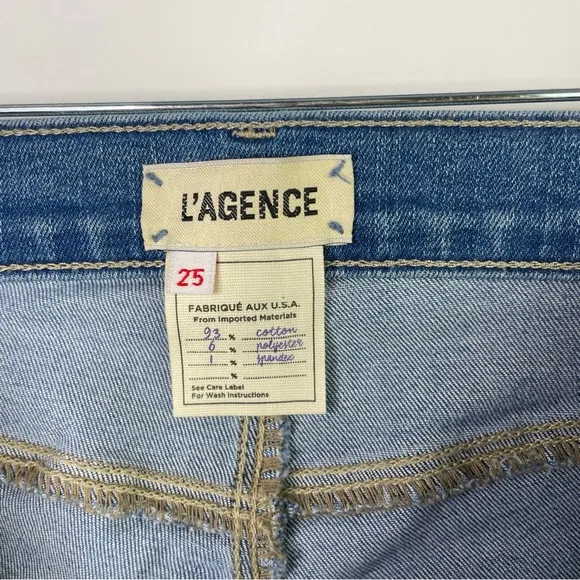 L'AGENCE
25
FABRIQUÉ AUX U.S.A.
From Imported Materials
93 % cotton
6 % polyester
1 % spandex
%
See Care Label
For Wash Instructions